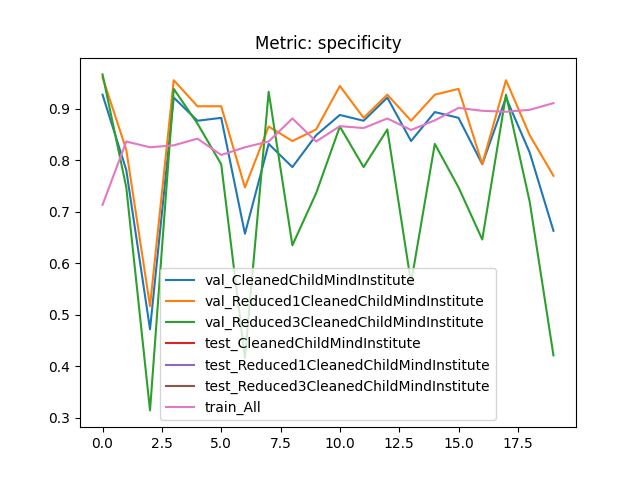 Metric: specificity
0.9
0.8
0.7
0.6
0.5
0.4
0.3
val_CleanedChildMindInstitute
val_Reduced1CleanedChildMindInstitute
val_Reduced3CleanedChildMindInstitute
test_CleanedChildMindInstitute
test_Reduced1CleanedChildMindInstitute
test_Reduced3CleanedChildMindInstitute
train_All
0.0 2.5 5.0 7.5 10.0 12.5 15.0 17.5